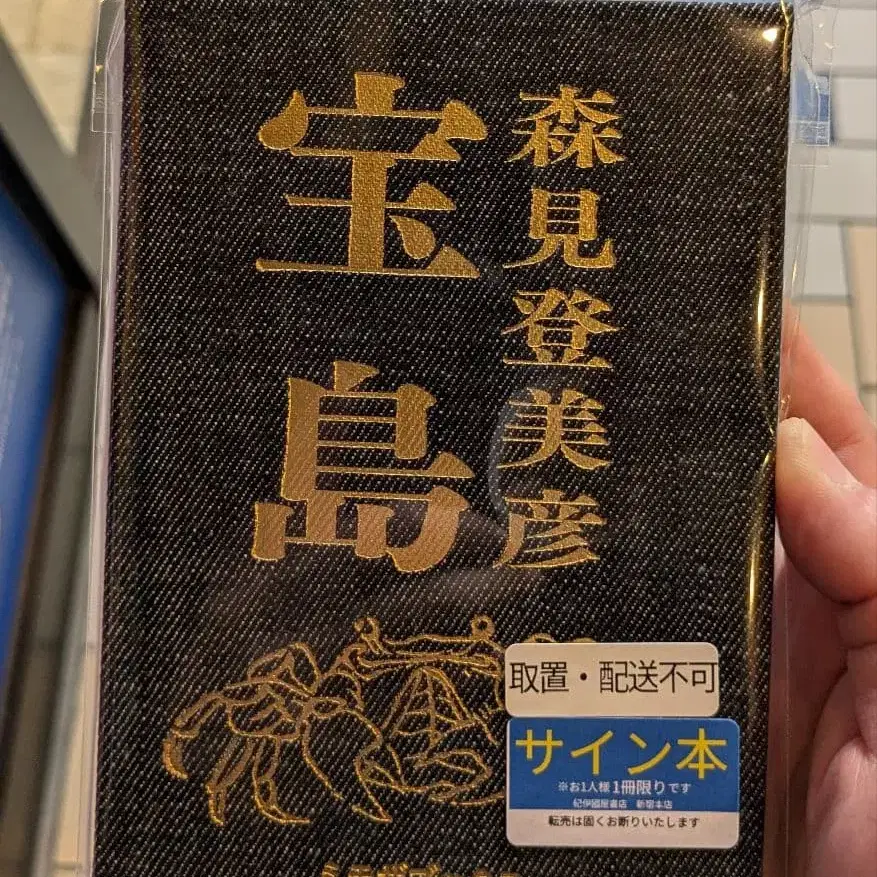 森見登美彦
宝島
取置・配送不可
サイン本
※お1人様1冊限りです
紀伊國屋書店 新宿本店
転売は固くお断りいたします